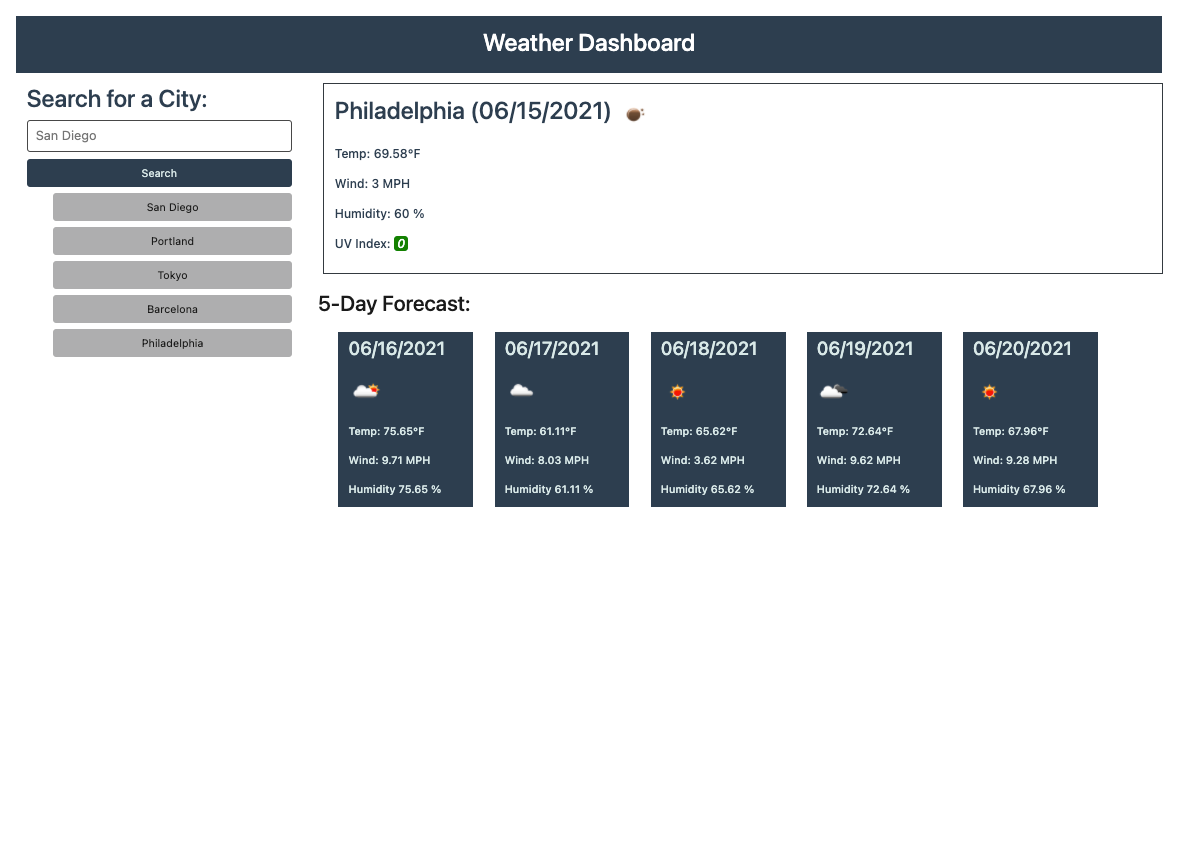 Weather Dashboard
Search for a City:
San Diego
Search
San Diego
Portland
Tokyo
Barcelona
Philadelphia
Philadelphia (06/15/2021)
Temp: 69.58°F
Wind: 3 MPH
Humidity: 60 %
UV Index: 0
5-Day Forecast:
06/16/2021
Temp: 75.65°F
Wind: 9.71 MPH
Humidity 75.65 %
06/17/2021
Temp: 61.11°F
Wind: 8.03 MPH
Humidity 61.11 %
06/18/2021
Temp: 65.62°F
Wind: 3.62 MPH
Humidity 65.62 %
06/19/2021
Temp: 72.64°F
Wind: 9.62 MPH
Humidity 72.64 %
06/20/2021
Temp: 67.96°F
Wind: 9.28 MPH
Humidity 67.96 %